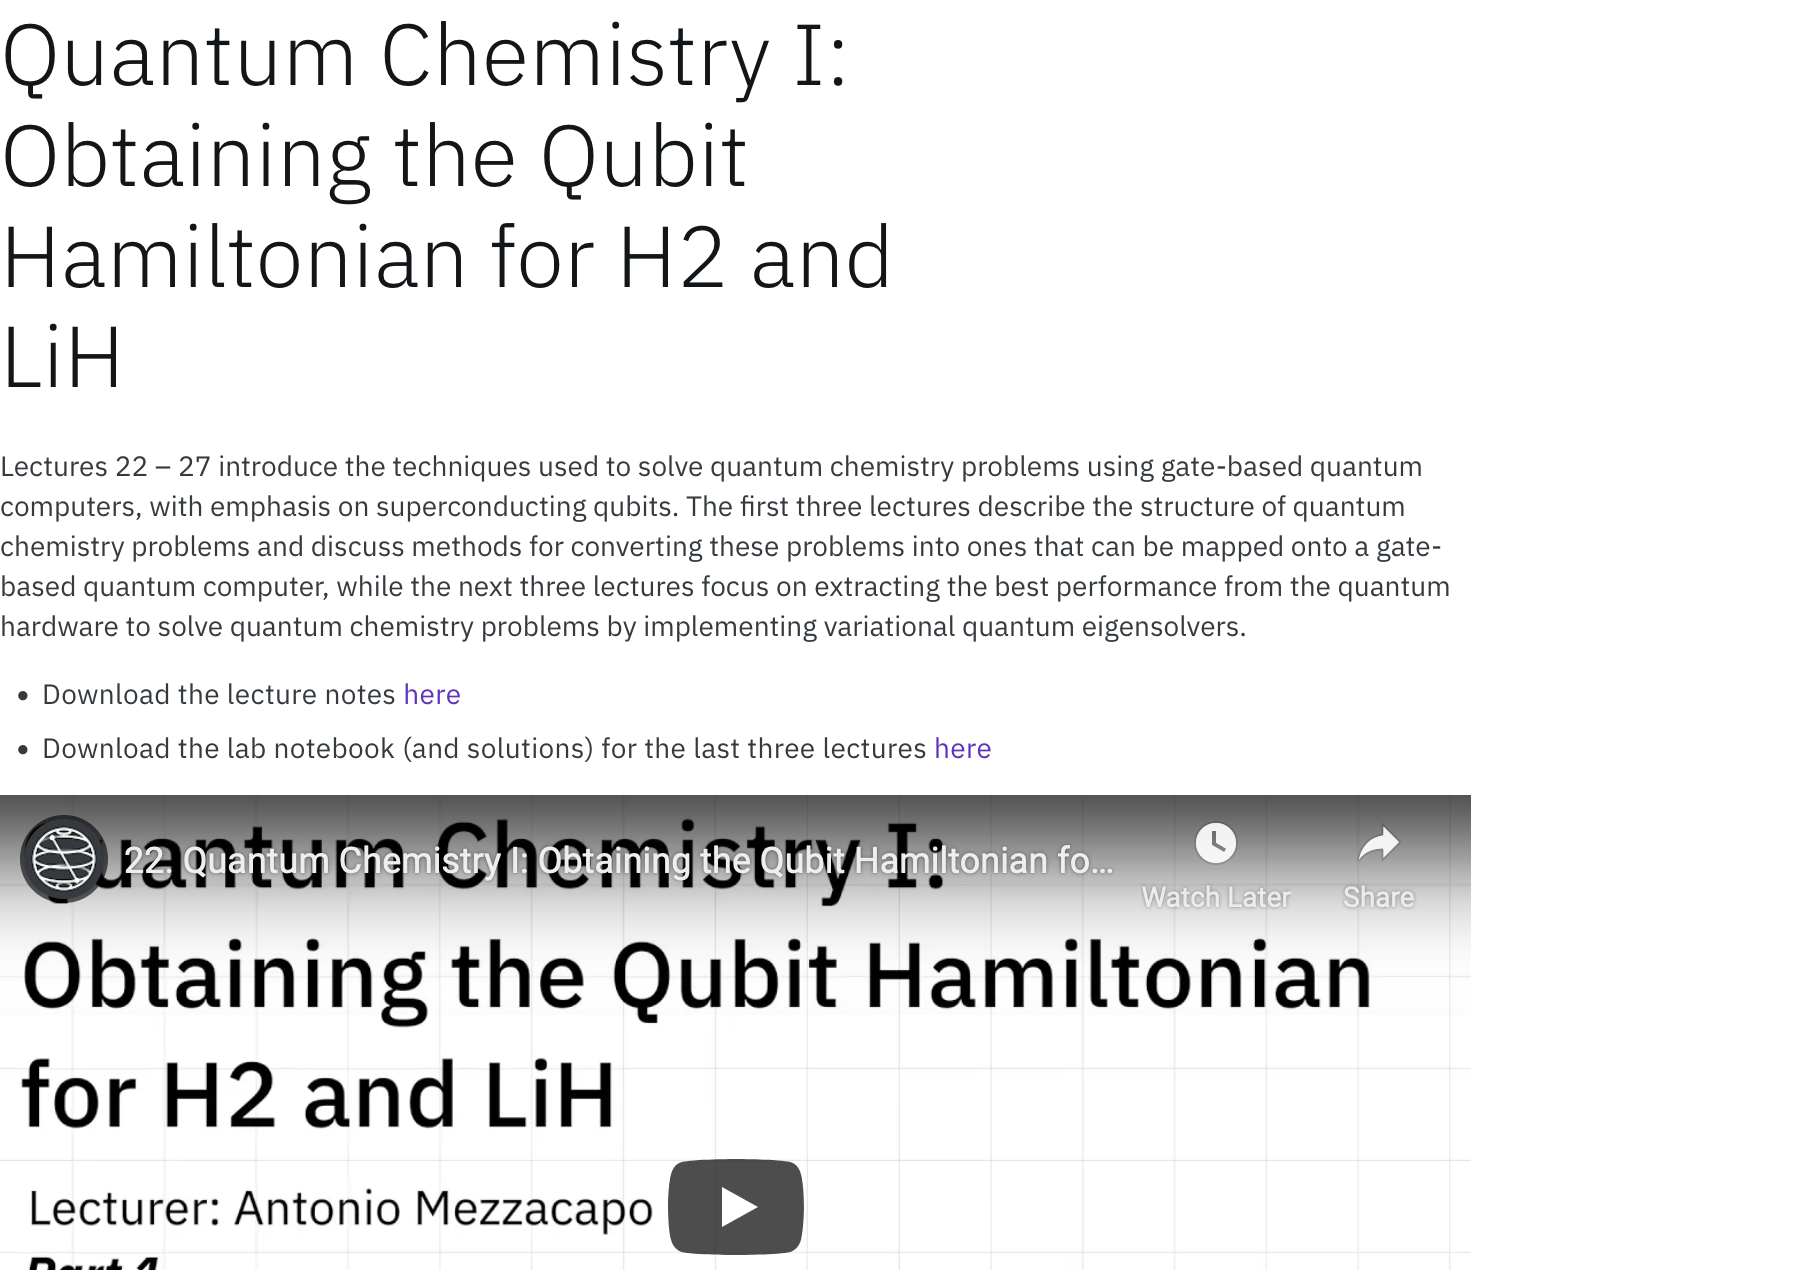 Quantum Chemistry I:
Obtaining the Qubit
Hamiltonian for H2 and
LiH
Lectures 22 – 27 introduce the techniques used to solve quantum chemistry problems using gate-based quantum
computers, with emphasis on superconducting qubits. The first three lectures describe the structure of quantum
chemistry problems and discuss methods for converting these problems into ones that can be mapped onto a gate-
based quantum computer, while the next three lectures focus on extracting the best performance from the quantum
hardware to solve quantum chemistry problems by implementing variational quantum eigensolvers.
• Download the lecture notes here
• Download the lab notebook (and solutions) for the last three lectures here
22. Quantum Chemistry I: Obtaining the Qubit Hamiltonian fo...
Watch Later
Share
Quantum Chemistry I:
Obtaining the Qubit Hamiltonian
for H2 and LiH
Lecturer: Antonio Mezzacapo
Part 4